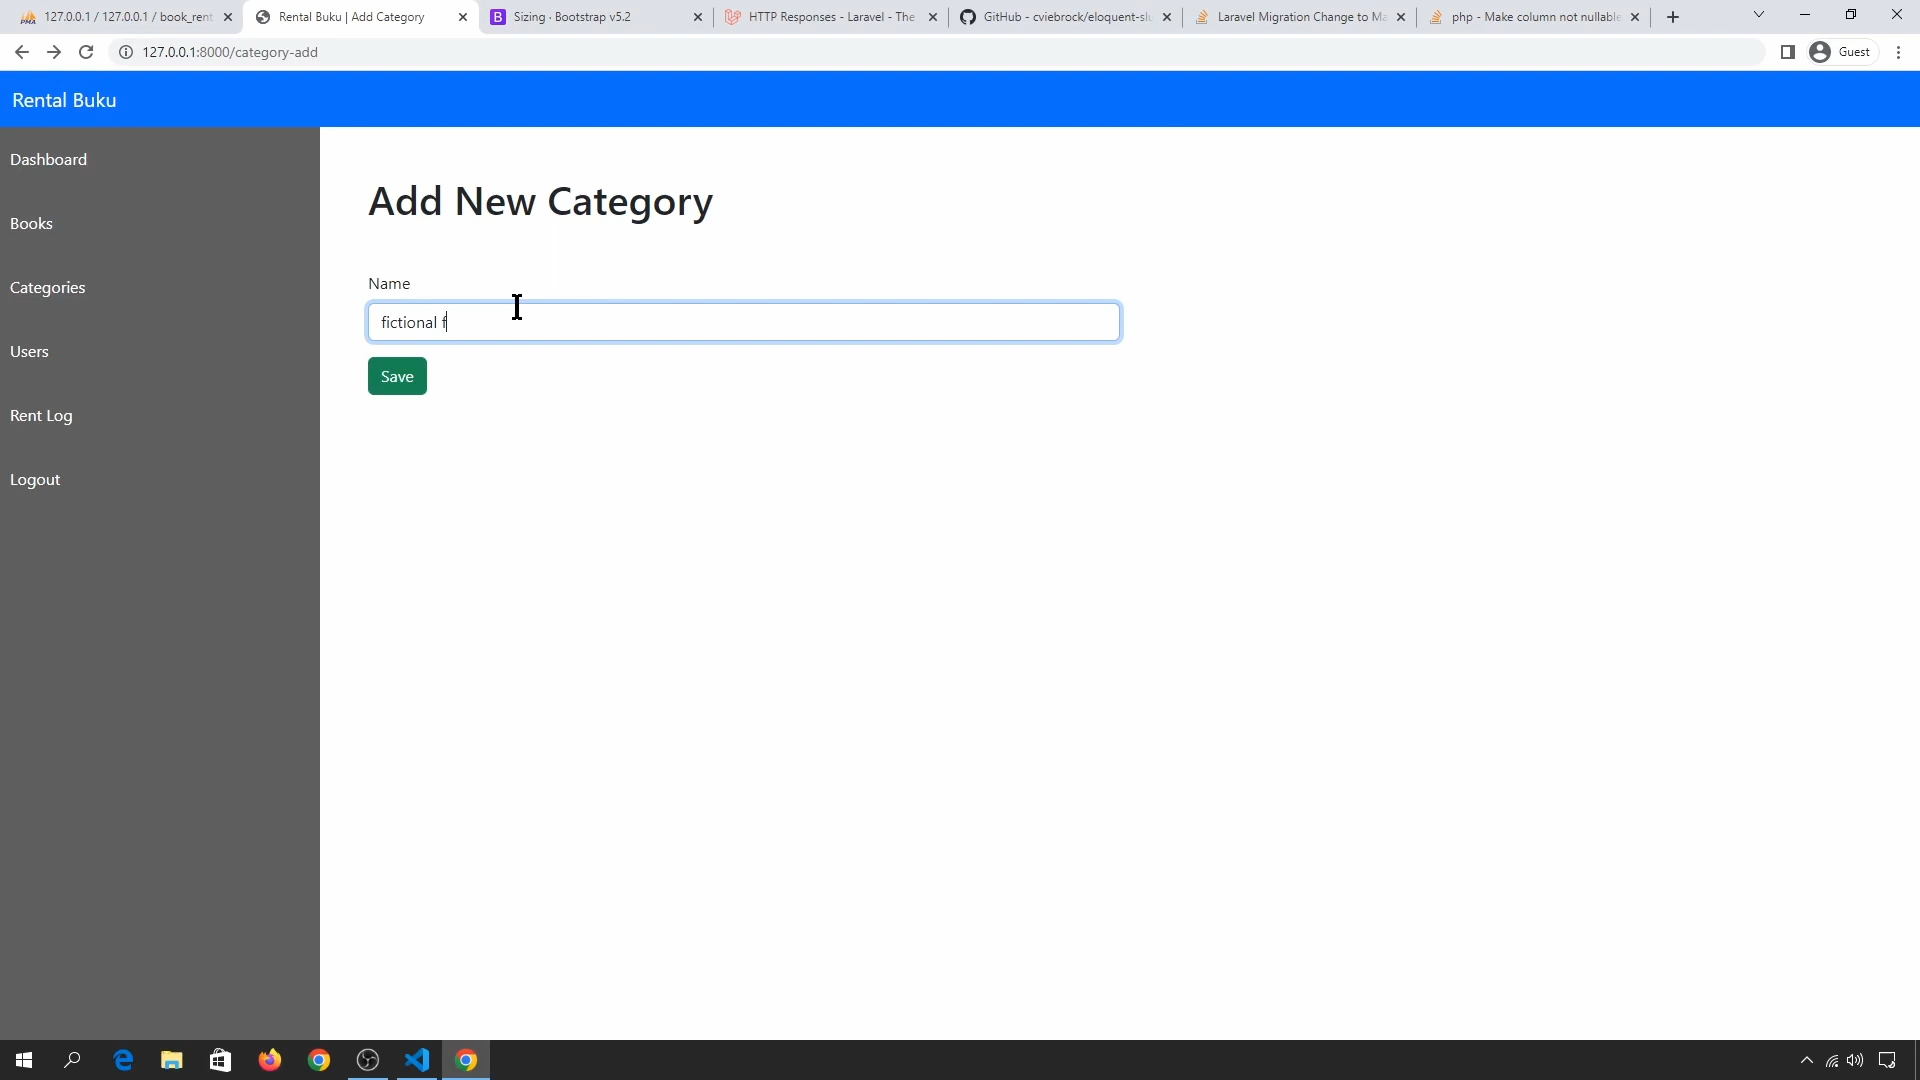 127.0.0.1 / 127.0.0.1 / book_rent
Rental Buku | Add Category
Sizing · Bootstrap v5.2
HTTP Responses - Laravel - The
GitHub - cviebrock/eloquent-slu
Laravel Migration Change to Ma
php - Make column not nullable
127.0.0.1:8000/category-add
Guest
Rental Buku
Dashboard
Books
Categories
Users
Rent Log
Logout
Add New Category
Name
fictional f
Save